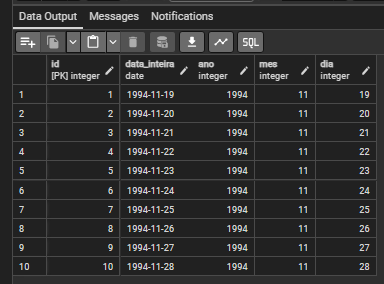 Data Output Messages Notifications
SQL
id data_inteira ano mes dia
[PK] integer date integer integer integer
1 1 1994-11-19 1994 11 19
2 2 1994-11-20 1994 11 20
3 3 1994-11-21 1994 11 21
4 4 1994-11-22 1994 11 22
5 5 1994-11-23 1994 11 23
6 6 1994-11-24 1994 11 24
7 7 1994-11-25 1994 11 25
8 8 1994-11-26 1994 11 26
9 9 1994-11-27 1994 11 27
10 10 1994-11-28 1994 11 28